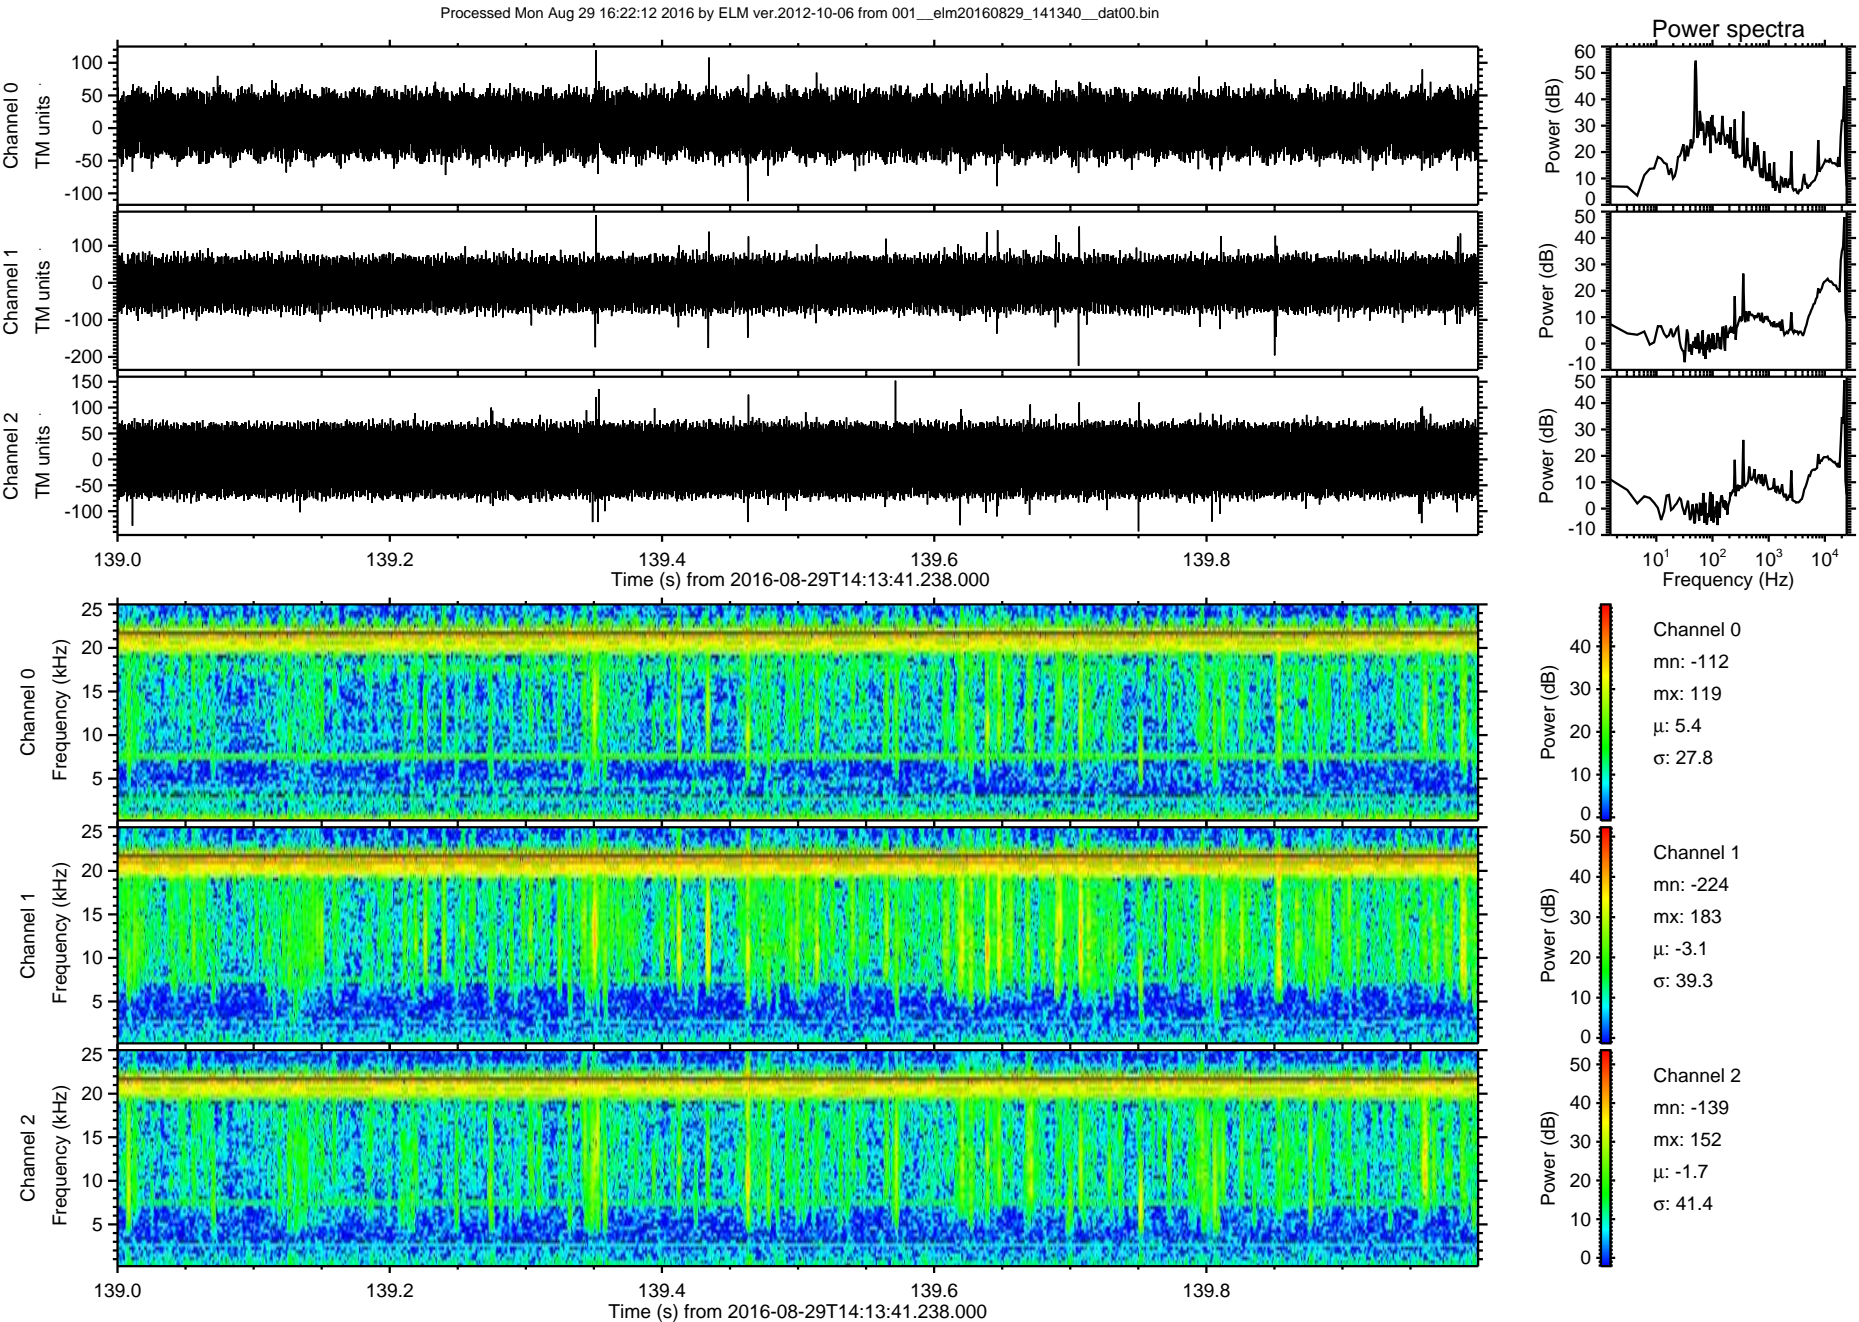 Processed Mon Aug 29 16:22:12 2016 by ELM ver.2012-10-06 from 001__elm20160829_141340__dat00.bin
Power spectra
Channel 0
TM units
100
50
0
-50
-100
Power (dB)
60
50
40
30
20
10
0
Channel 1
TM units
100
0
-100
-200
Power (dB)
50
40
30
20
10
0
-10
Channel 2
TM units
150
100
50
0
-50
-100
Power (dB)
50
40
30
20
10
0
-10
139.0 139.2 139.4 139.6 139.8
Time (s) from 2016-08-29T14:13:41.238.000
10¹ 10² 10³ 10⁴
Frequency (Hz)
Channel 0
Frequency (kHz)
25
20
15
10
5
Power (dB)
40
30
20
10
0
Channel 0
mn: -112
mx: 119
μ: 5.4
σ: 27.8
Channel 1
Frequency (kHz)
25
20
15
10
5
Power (dB)
50
40
30
20
10
0
Channel 1
mn: -224
mx: 183
μ: -3.1
σ: 39.3
Channel 2
Frequency (kHz)
25
20
15
10
5
Power (dB)
50
40
30
20
10
0
Channel 2
mn: -139
mx: 152
μ: -1.7
σ: 41.4
139.0 139.2 139.4 139.6 139.8
Time (s) from 2016-08-29T14:13:41.238.000